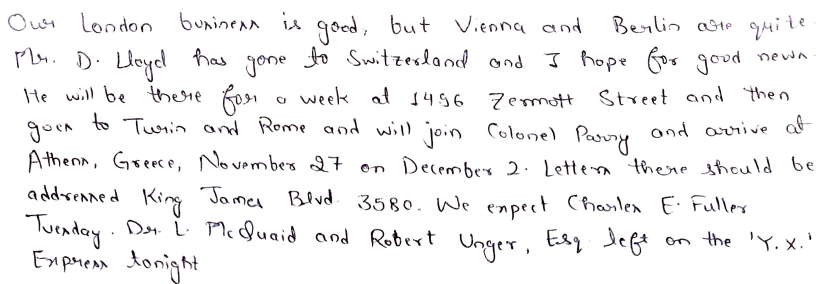 Our London business is good, but Vienna and Berlin are quite.
Mr. D. Lloyd has gone to Switzerland and I hope for good news.
He will be there for a week at 1496 Zermott Street and then
goes to Turin and Rome and will join Colonel Parry and arrive at
Athens, Greece, November 27 on December 2. Letters there should be
addressed King James Blvd. 3580. We expect Charles E. Fuller
Tuesday. Dr. L. McQuaid and Robert Unger, Esq. left on the 'Y.X.'
Express tonight